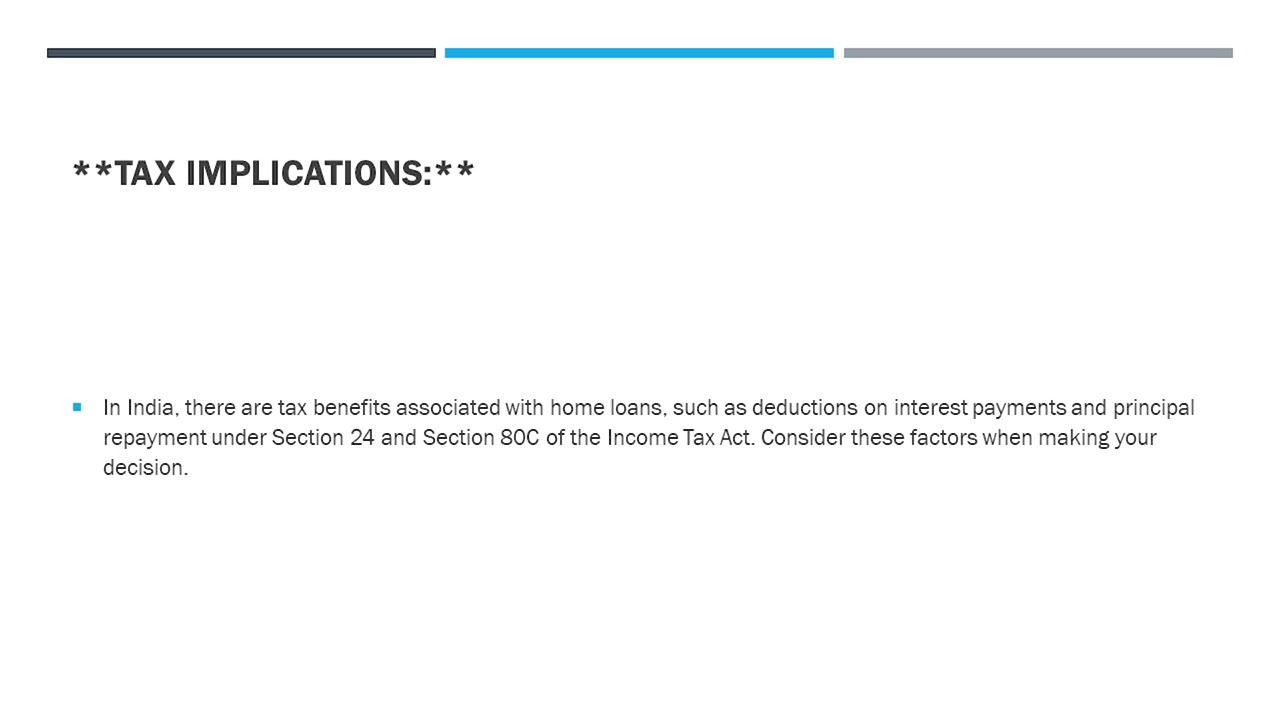 **TAX IMPLICATIONS:**
In India, there are tax benefits associated with home loans, such as deductions on interest payments and principal
repayment under Section 24 and Section 80C of the Income Tax Act. Consider these factors when making your
decision.